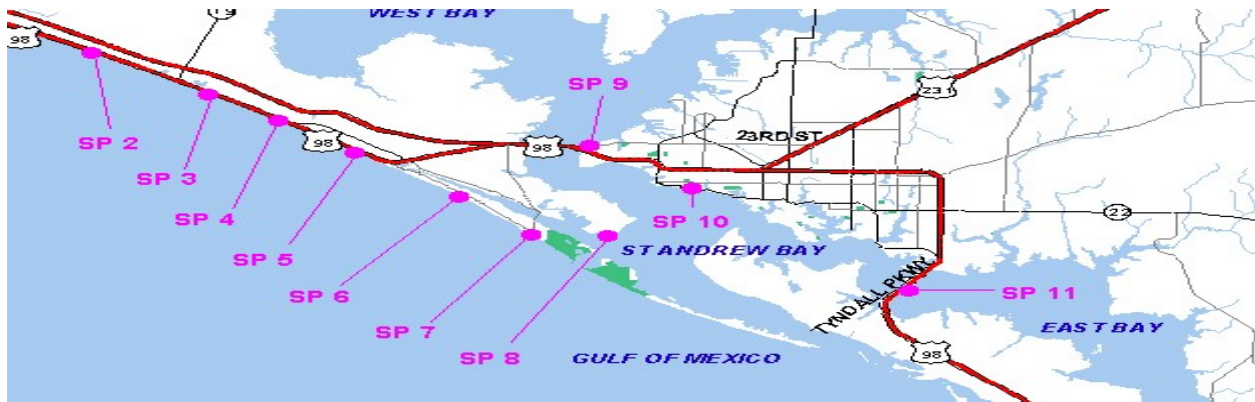 19
WEST BAY
98
SP 9
231
SP 2
23RD ST
98
98
SP 3
SP 4
SP 10
22
SP 5
ST ANDREW BAY
SP 6
TYNDALL PKWY
SP 11
SP 7
EAST BAY
SP 8
GULF OF MEXICO
98